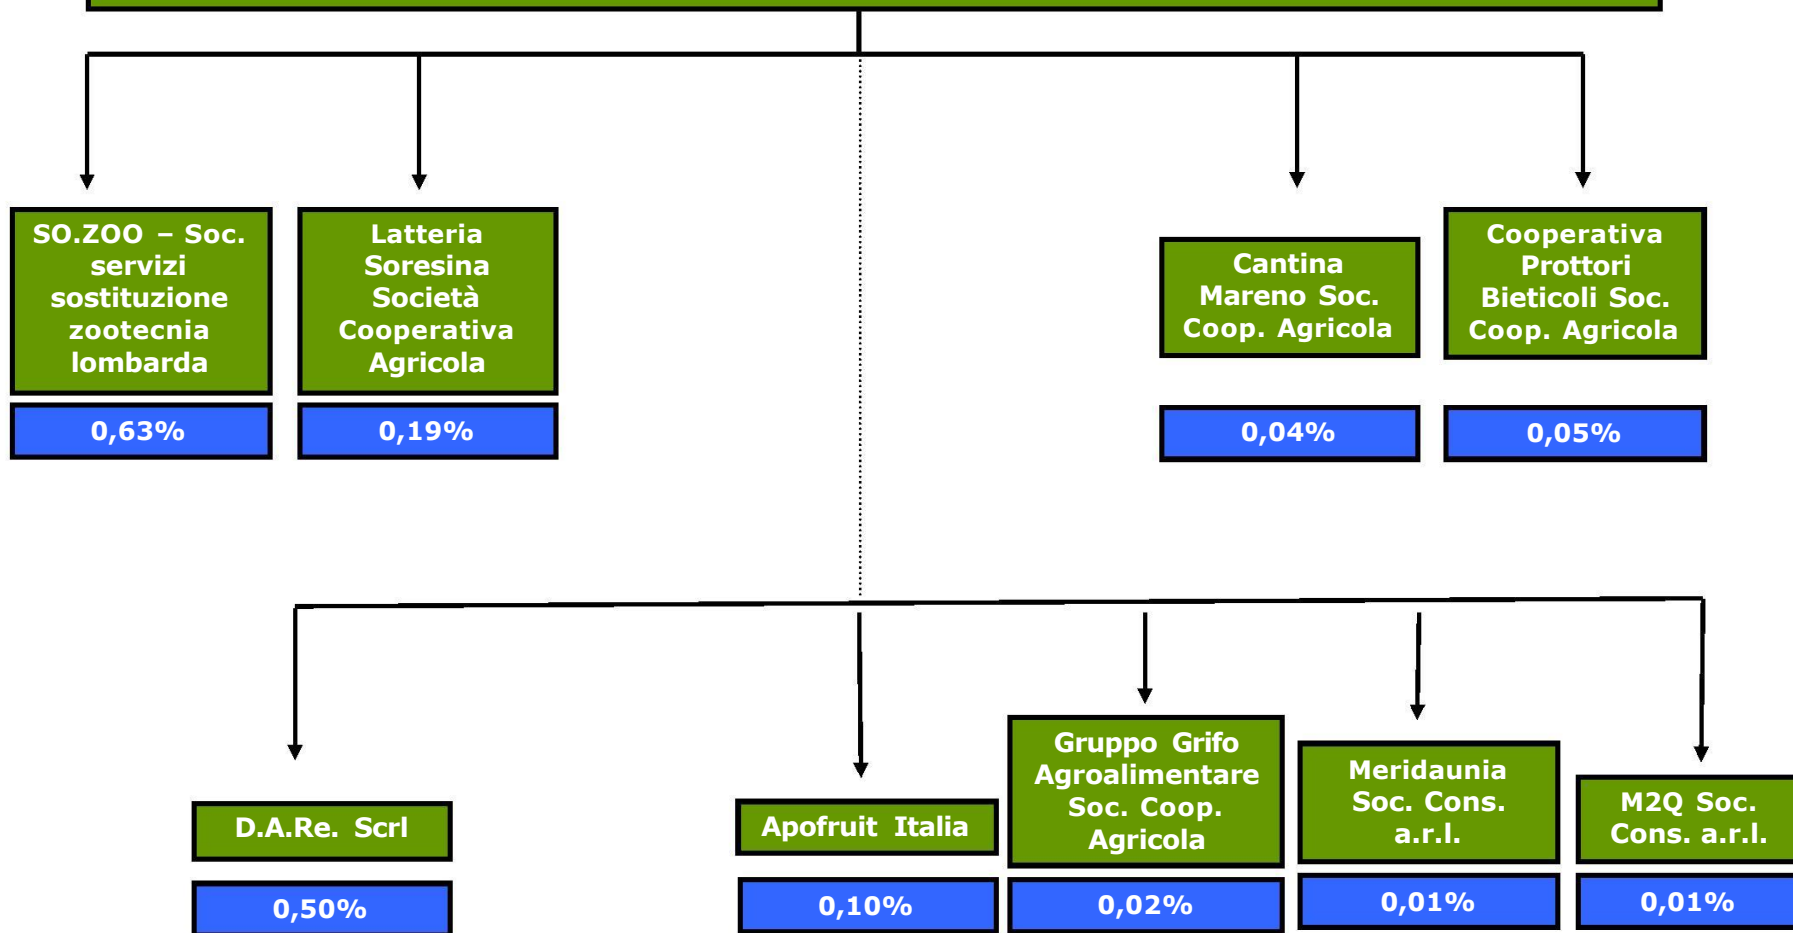 SO.ZOO – Soc.
servizi
sostituzione
zootecnia
lombarda
0,63%
Latteria
Soresina
Società
Cooperativa
Agricola
0,19%
Cantina
Mareno Soc.
Coop. Agricola
0,04%
Cooperativa
Prottori
Bieticoli Soc.
Coop. Agricola
0,05%
D.A.Re. Scrl
0,50%
Apofruit Italia
0,10%
Gruppo Grifo
Agroalimentare
Soc. Coop.
Agricola
0,02%
Meridaunia
Soc. Cons.
a.r.l.
0,01%
M2Q Soc.
Cons. a.r.l.
0,01%